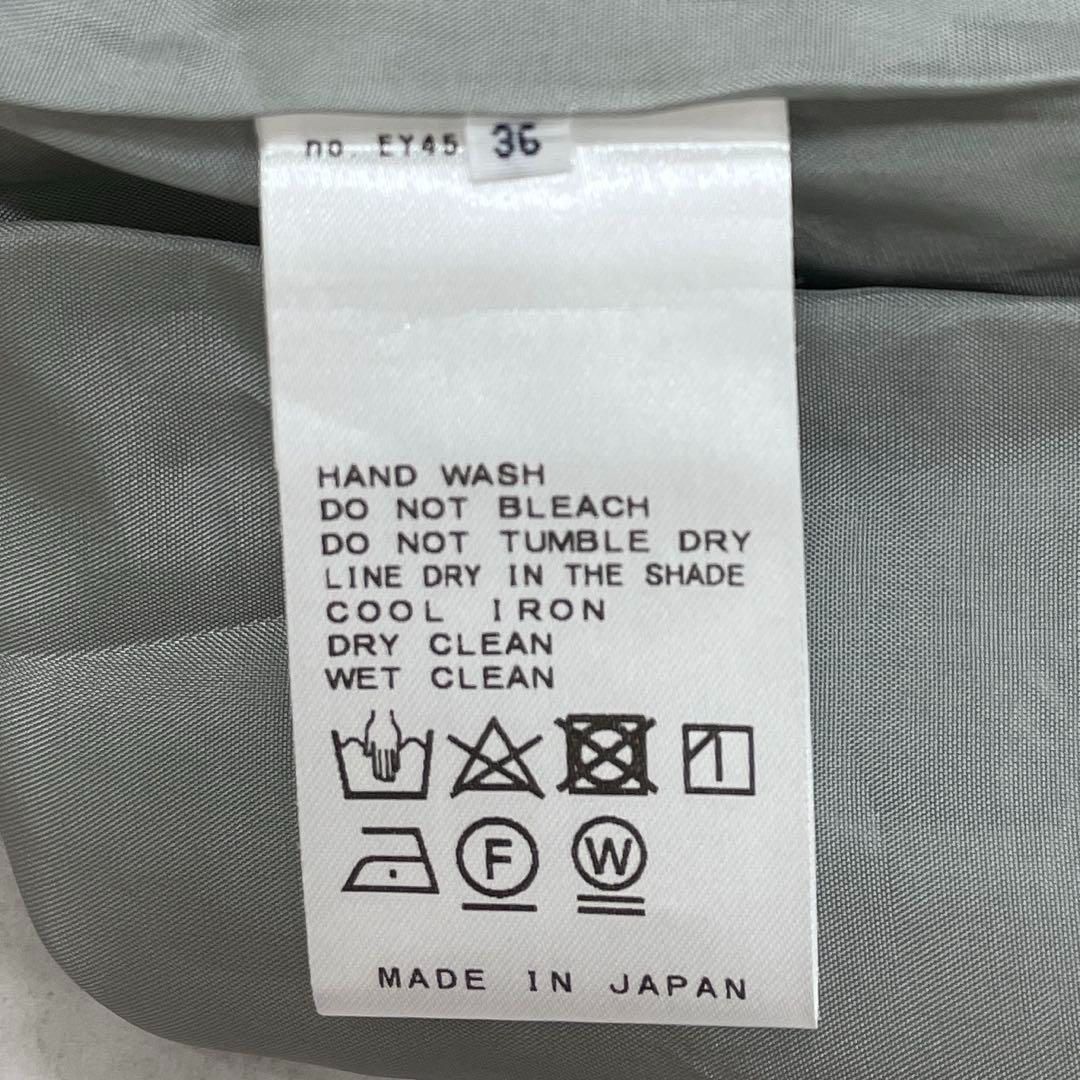 no. EY45 36
HAND WASH
DO NOT BLEACH
DO NOT TUMBLE DRY
LINE DRY IN THE SHADE
COOL IRON
DRY CLEAN
WET CLEAN
F W
MADE IN JAPAN